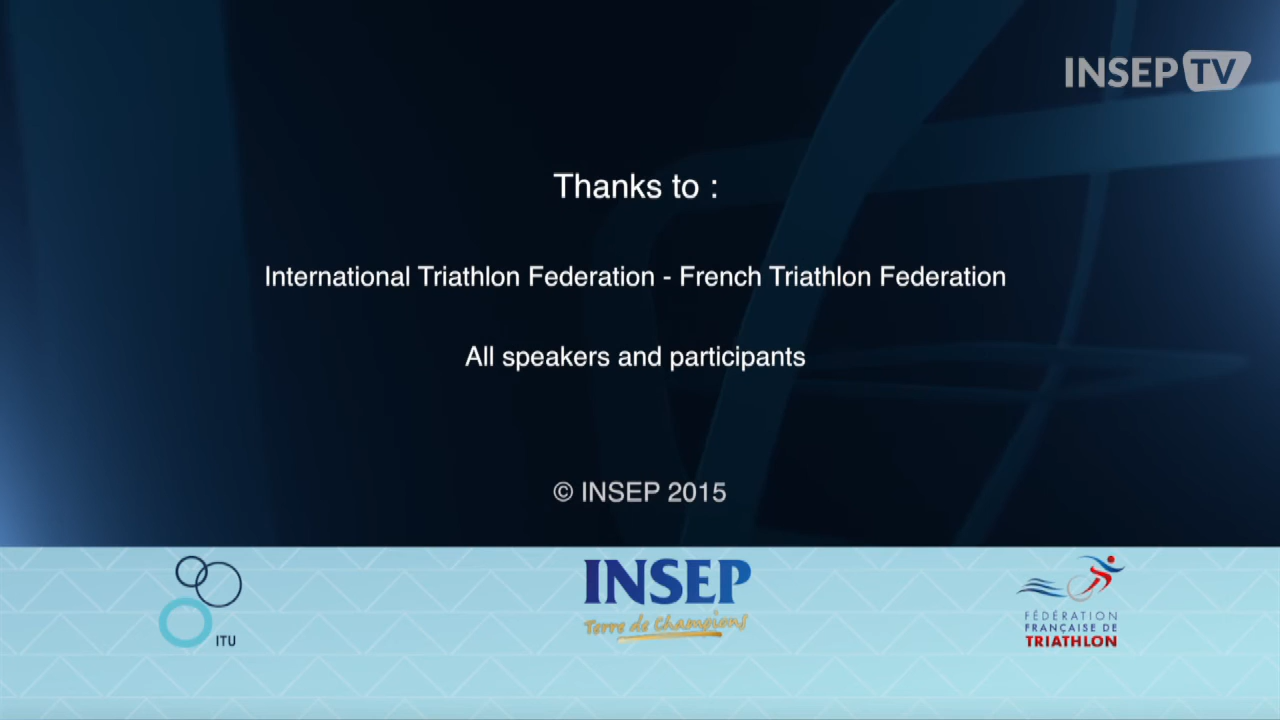 INSEP TV
Thanks to :
International Triathlon Federation - French Triathlon Federation
All speakers and participants
© INSEP 2015
ITU
INSEP
Terre de Champions
FÉDÉRATION
FRANÇAISE DE
TRIATHLON